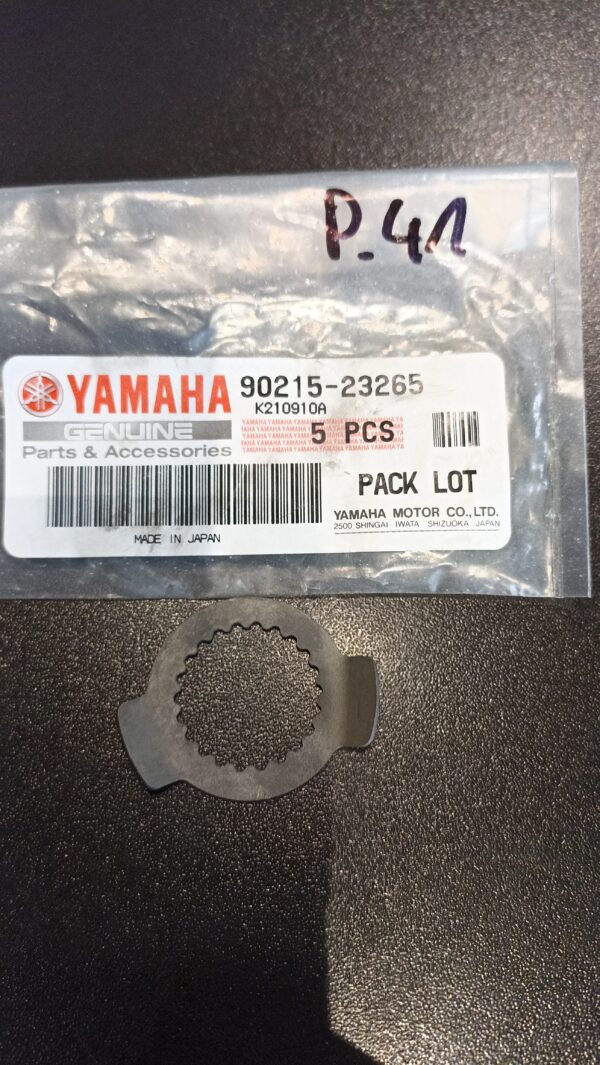 P.41
YAMAHA 90215-23265
K210910A
GENUINE 5 PCS
Parts & Accessories
PACK LOT
YAMAHA MOTOR CO., LTD.
2500 SHINGAI IWATA SHIZUOKA JAPAN
MADE IN JAPAN